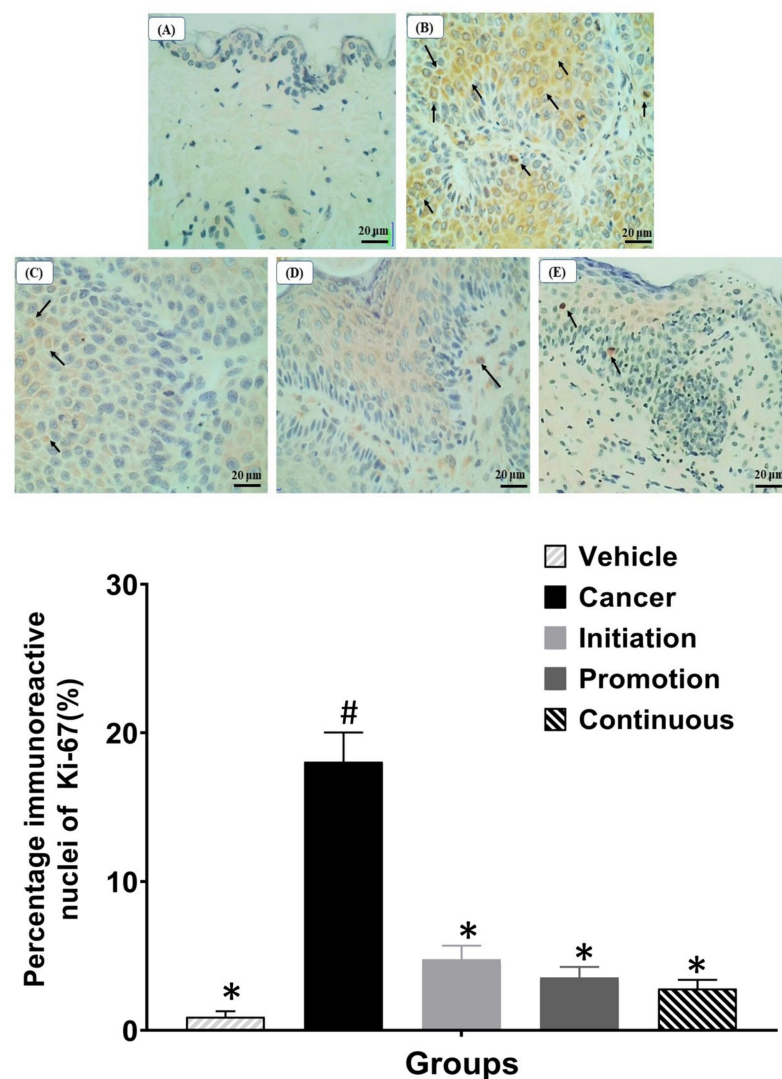 (A)
20 µm
(B)
20 µm
(C)
20 µm
(D)
20 µm
(E)
20 µm
Percentage immunoreactive
nuclei of Ki-67(%)
30
20
10
0
*
#
*
*
*
Vehicle
Cancer
Initiation
Promotion
Continuous
Groups